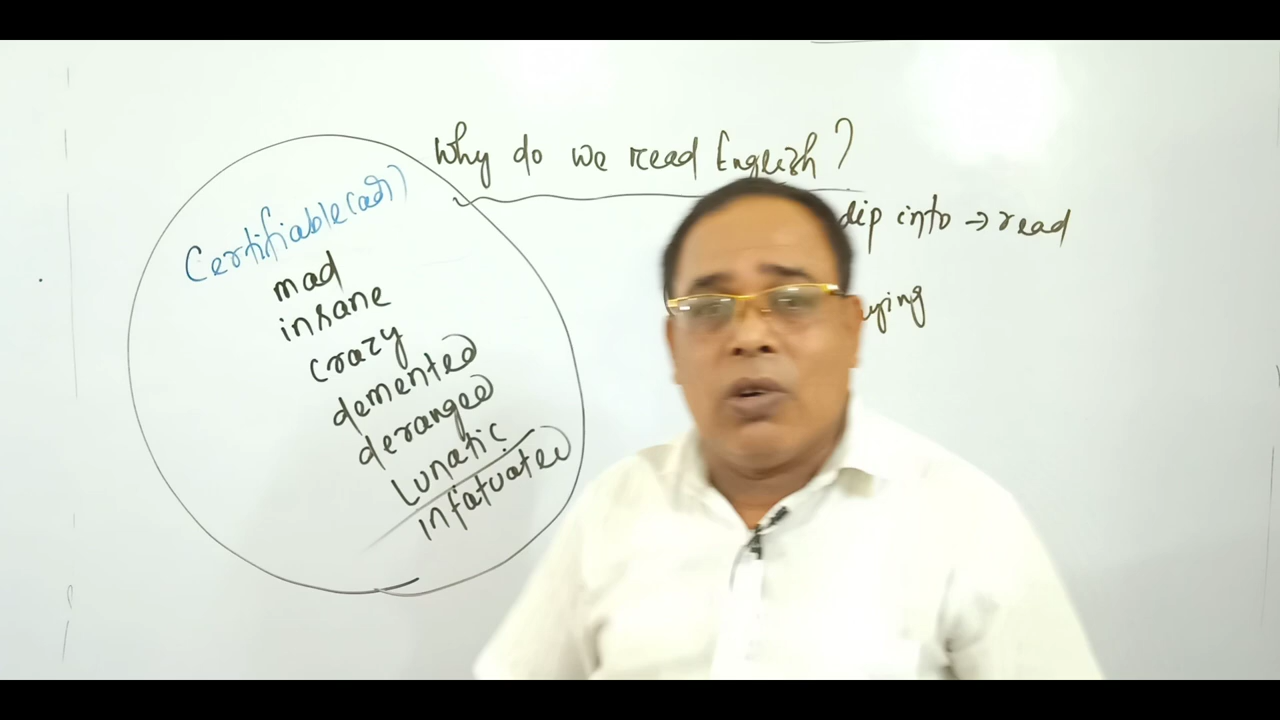 Why do we read English?
Certifiable(adj)
mad
insane
crazy
demented
deranged
Lunatic
infatuated
dip into → read